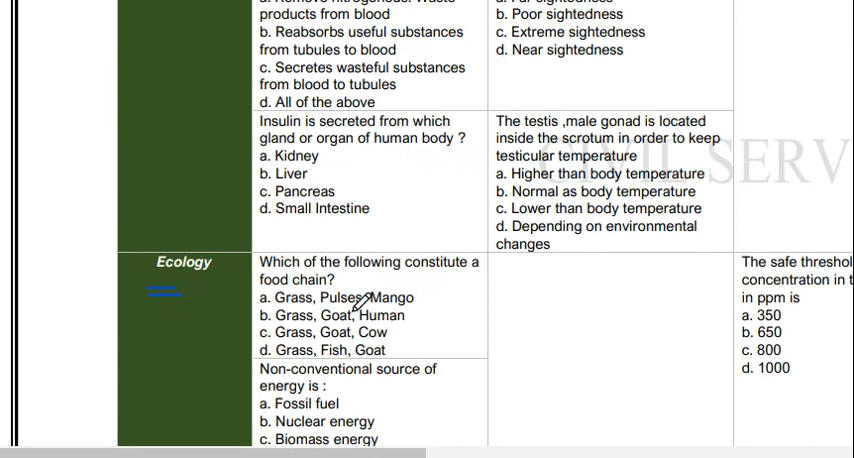 products from blood
b. Reabsorbs useful substances
from tubules to blood
c. Secretes wasteful substances
from blood to tubules
d. All of the above
b. Poor sightedness
c. Extreme sightedness
d. Near sightedness
Insulin is secreted from which
gland or organ of human body ?
a. Kidney
b. Liver
c. Pancreas
d. Small Intestine
The testis ,male gonad is located
inside the scrotum in order to keep
testicular temperature
a. Higher than body temperature
b. Normal as body temperature
c. Lower than body temperature
d. Depending on environmental
changes
CIVIL SERV
Ecology
Which of the following constitute a
food chain?
a. Grass, Pulses, Mango
b. Grass, Goat, Human
c. Grass, Goat, Cow
d. Grass, Fish, Goat
Non-conventional source of
energy is :
a. Fossil fuel
b. Nuclear energy
c. Biomass energy
The safe threshol
concentration in t
in ppm is
a. 350
b. 650
c. 800
d. 1000